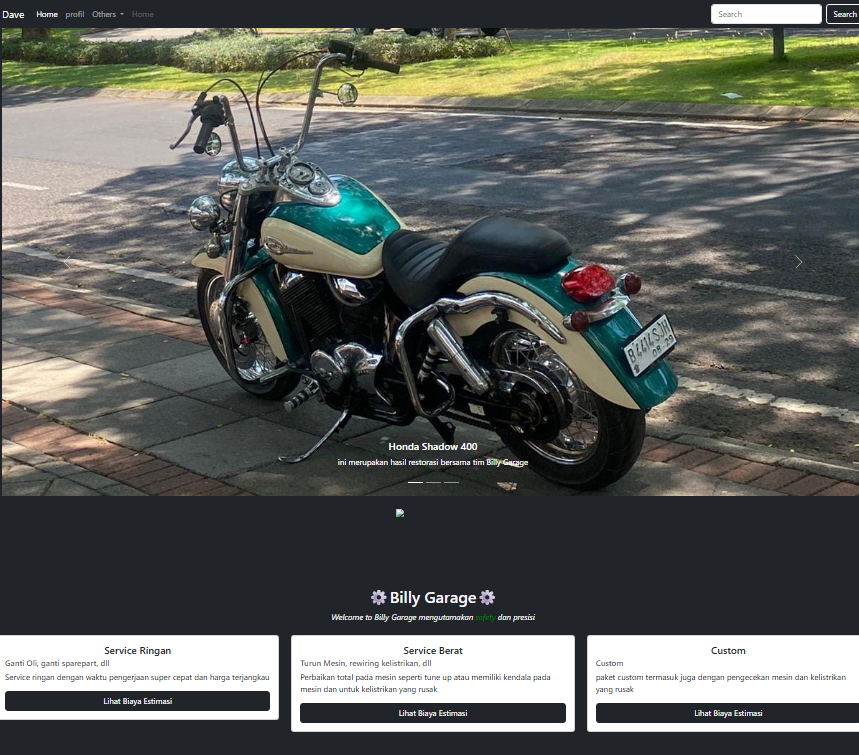 Dave Home profil Others Home Search Search
B 4414 SJH
08-29
Honda Shadow 400
ini merupakan hasil restorasi bersama tim Billy Garage
Billy Garage
Welcome to Billy Garage mengutamakan safety dan presisi
Service Ringan
Ganti Oli, ganti sparepart, dll
Service ringan dengan waktu pengerjaan super cepat dan harga terjangkau
Lihat Biaya Estimasi
Service Berat
Turun Mesin, rewiring kelistrikan, dll
Perbaikan total pada mesin seperti tune up atau memiliki kendala pada
mesin dan untuk kelistrikan yang rusak
Lihat Biaya Estimasi
Custom
Custom
paket custom termasuk juga dengan pengecekan mesin dan kelistrikan
yang rusak
Lihat Biaya Estimasi